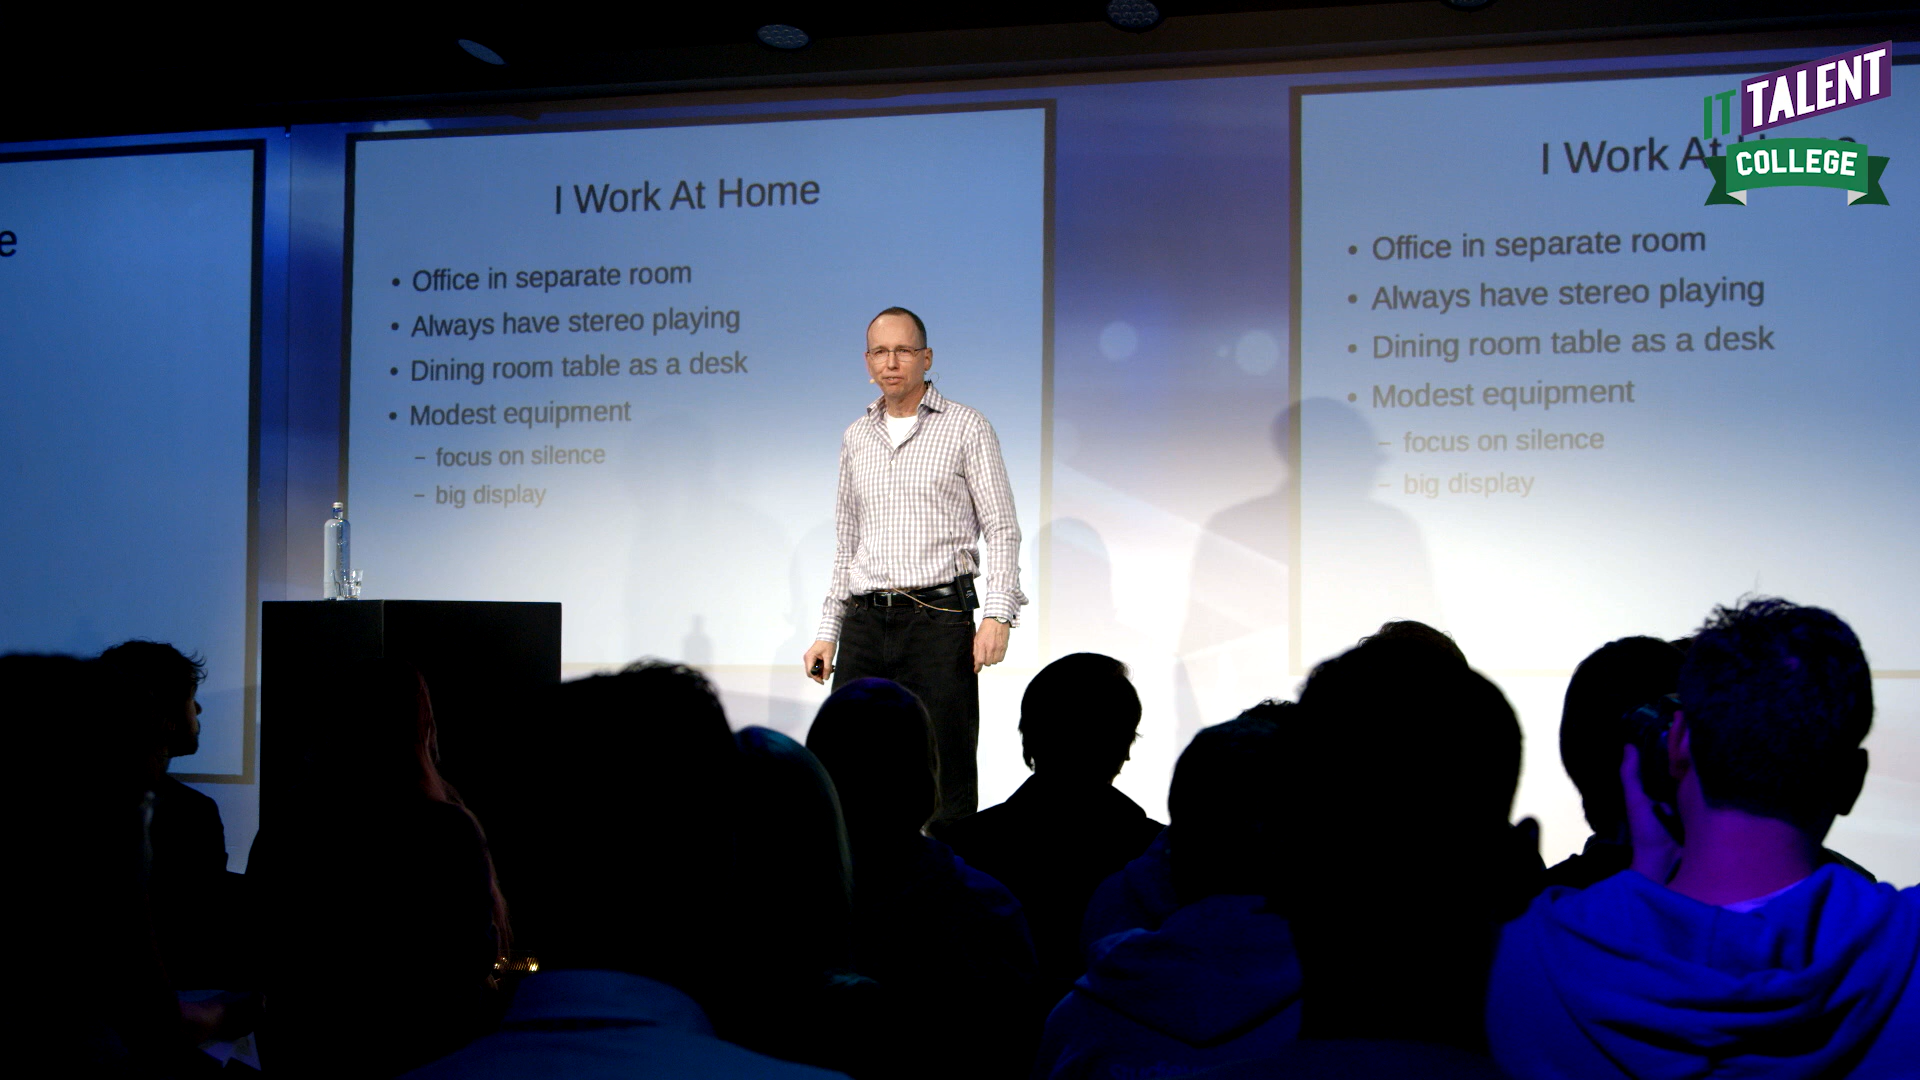 e
I Work At Home
• Office in separate room
• Always have stereo playing
• Dining room table as a desk
• Modest equipment
– focus on silence
– big display
I Work At
• Office in separate room
• Always have stereo playing
• Dining room table as a desk
• Modest equipment
– focus on silence
– big display
IT TALENT
COLLEGE